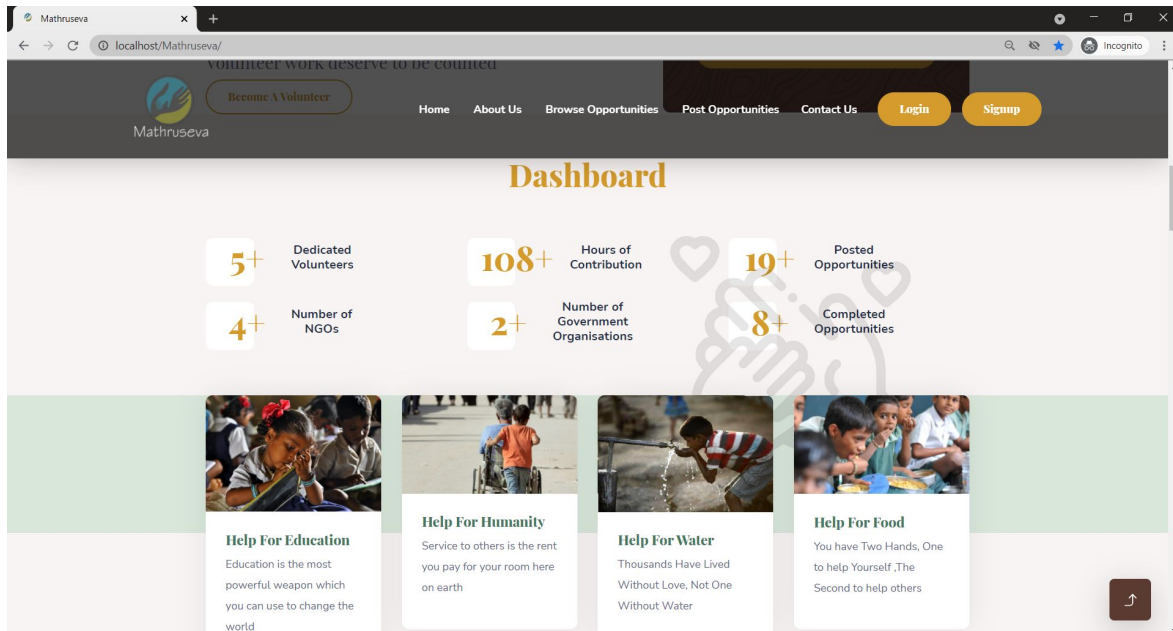 Mathruseva
localhost/Mathruseva/
Incognito
volunteer work deserve to be counted
Become A Volunteer
Mathruseva
Home About Us Browse Opportunities Post Opportunities Contact Us Login Signup
Dashboard
5+ Dedicated
Volunteers
108+ Hours of
Contribution
19+ Posted
Opportunities
4+ Number of
NGOs
2+ Number of
Government
Organisations
8+ Completed
Opportunities
Help For Education
Education is the most
powerful weapon which
you can use to change the
world
Help For Humanity
Service to others is the rent
you pay for your room here
on earth
Help For Water
Thousands Have Lived
Without Love, Not One
Without Water
Help For Food
You have Two Hands, One
to help Yourself ,The
Second to help others